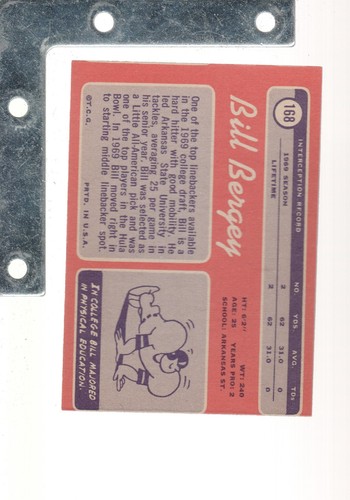 168
INTERCEPTION RECORD
NO. YDS. AVG. TDs
1969 SEASON 2 62 31.0 0
LIFETIME 2 62 31.0 0
Bill Bergey
HT: 6'2" WT: 240
AGE: 25 YEARS PRO: 2
SCHOOL: ARKANSAS ST.
One of the top linebackers available
in the 1969 college draft, Bill is a
hard hitter with good mobility. He
led Arkansas State University in
tackles, averaging 25 per game in
his senior year. Bill was selected as
a Little All-American pick and was
one of the top players in the Hula
Bowl. In 1969 Bill moved right in
to starting middle linebacker spot.
©T.C.G. PRTD. IN U.S.A.
IN COLLEGE BILL MAJORED
IN PHYSICAL EDUCATION.